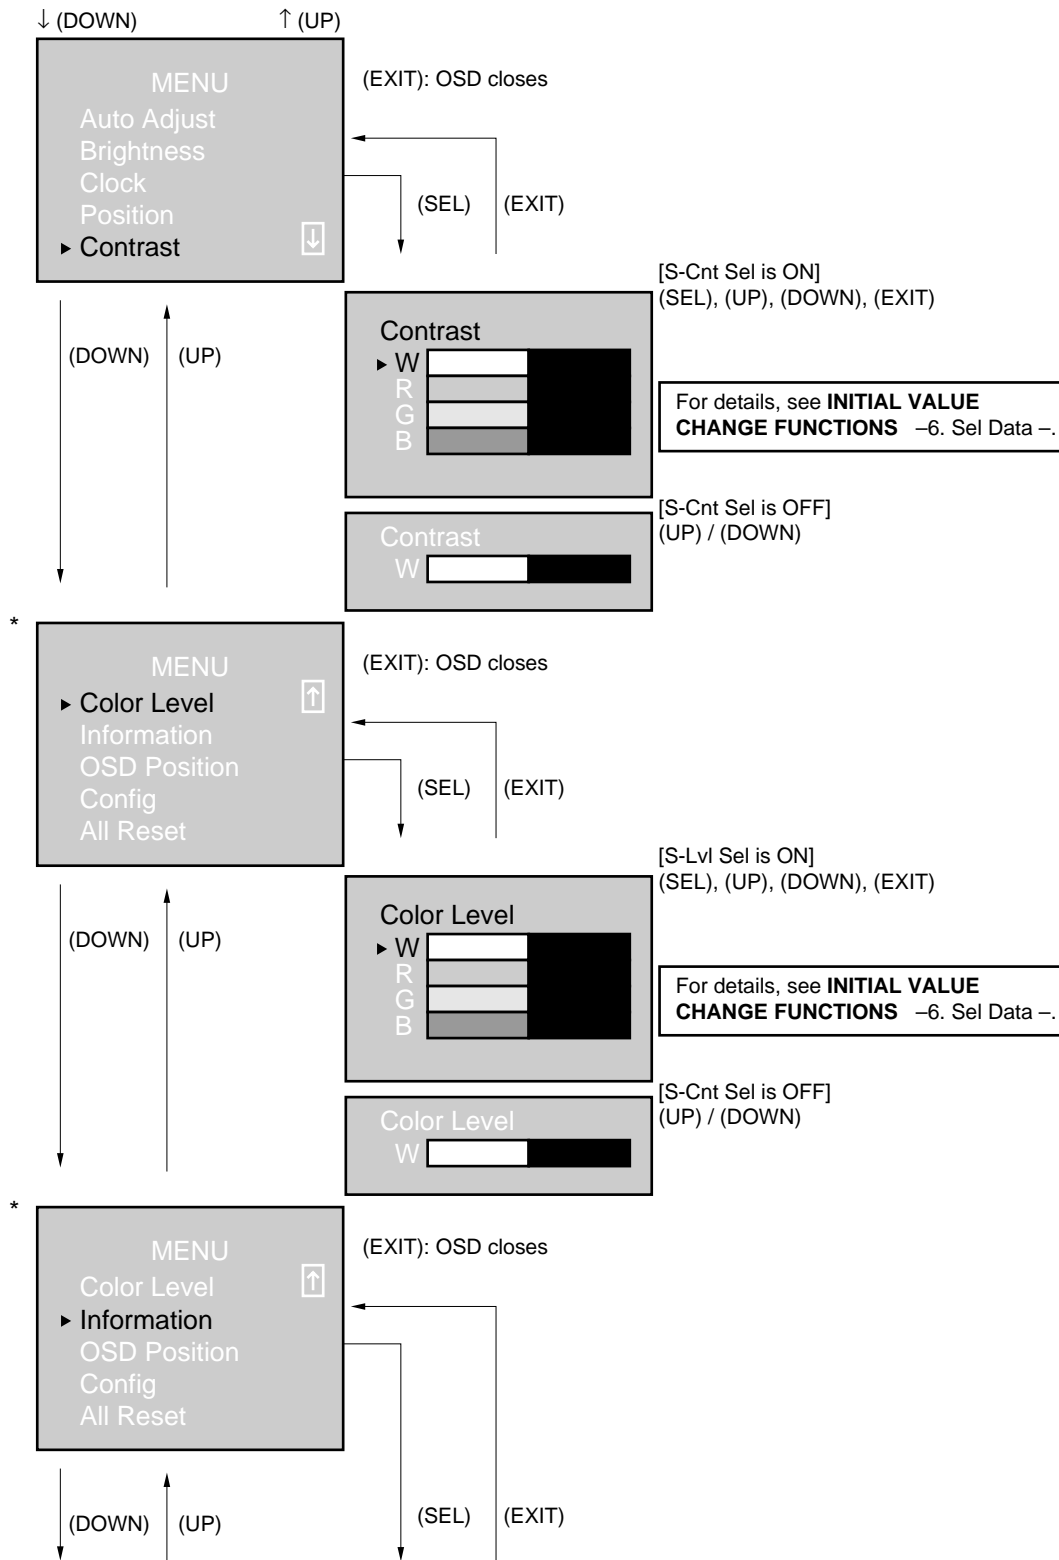 ↓ (DOWN) ↑ (UP)
MENU
Auto Adjust
Brightness
Clock
Position
Contrast
↓
(EXIT): OSD closes
(SEL) (EXIT)
(DOWN) (UP)
[S-Cnt Sel is ON]
(SEL), (UP), (DOWN), (EXIT)
Contrast
W
R
G
B
For details, see INITIAL VALUE
CHANGE FUNCTIONS –6. Sel Data –.
[S-Cnt Sel is OFF]
(UP) / (DOWN)
Contrast
W
*
MENU
↑
Color Level
Information
OSD Position
Config
All Reset
(EXIT): OSD closes
(SEL) (EXIT)
(DOWN) (UP)
[S-Lvl Sel is ON]
(SEL), (UP), (DOWN), (EXIT)
Color Level
W
R
G
B
For details, see INITIAL VALUE
CHANGE FUNCTIONS –6. Sel Data –.
[S-Cnt Sel is OFF]
(UP) / (DOWN)
Color Level
W
*
MENU
↑
Color Level
Information
OSD Position
Config
All Reset
(EXIT): OSD closes
(DOWN) (UP)
(SEL) (EXIT)